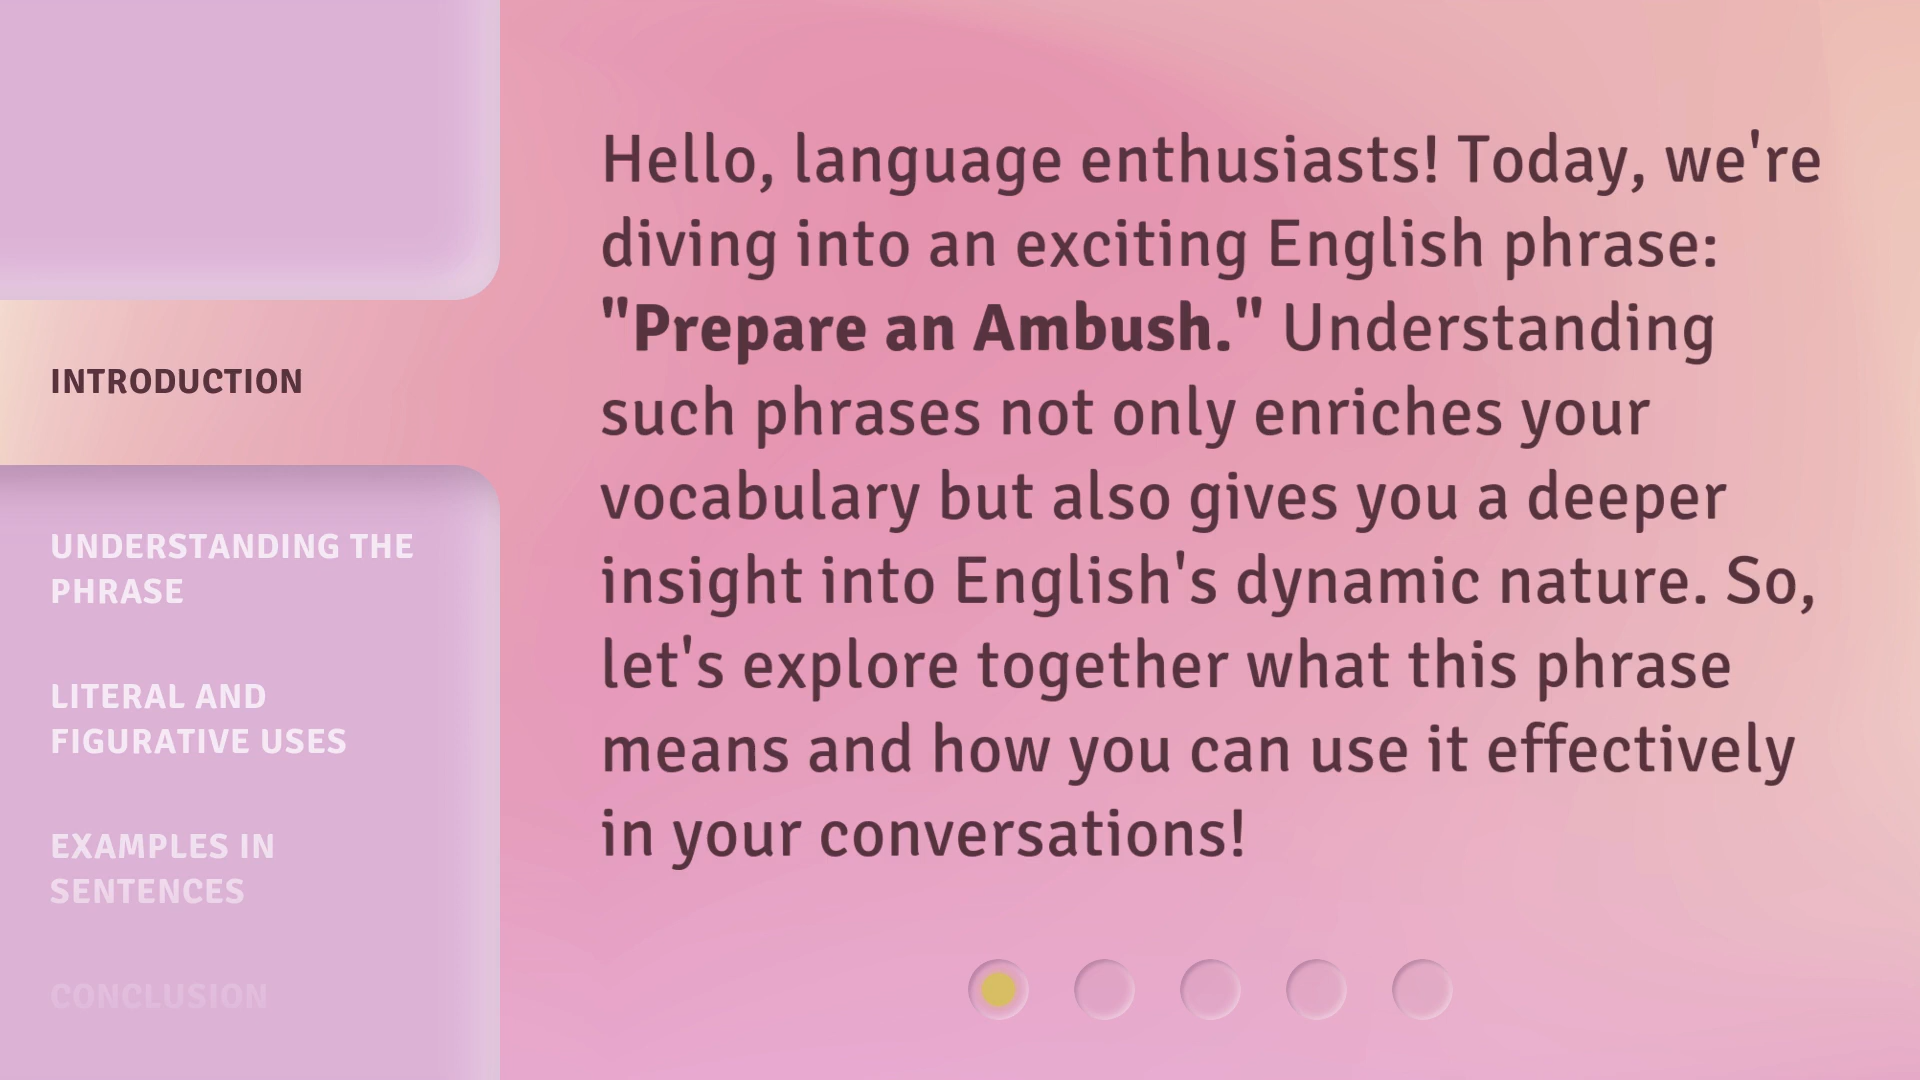 INTRODUCTION
UNDERSTANDING THE
PHRASE
LITERAL AND
FIGURATIVE USES
EXAMPLES IN
SENTENCES
CONCLUSION
Hello, language enthusiasts! Today, we're
diving into an exciting English phrase:
"Prepare an Ambush." Understanding
such phrases not only enriches your
vocabulary but also gives you a deeper
insight into English's dynamic nature. So,
let's explore together what this phrase
means and how you can use it effectively
in your conversations!